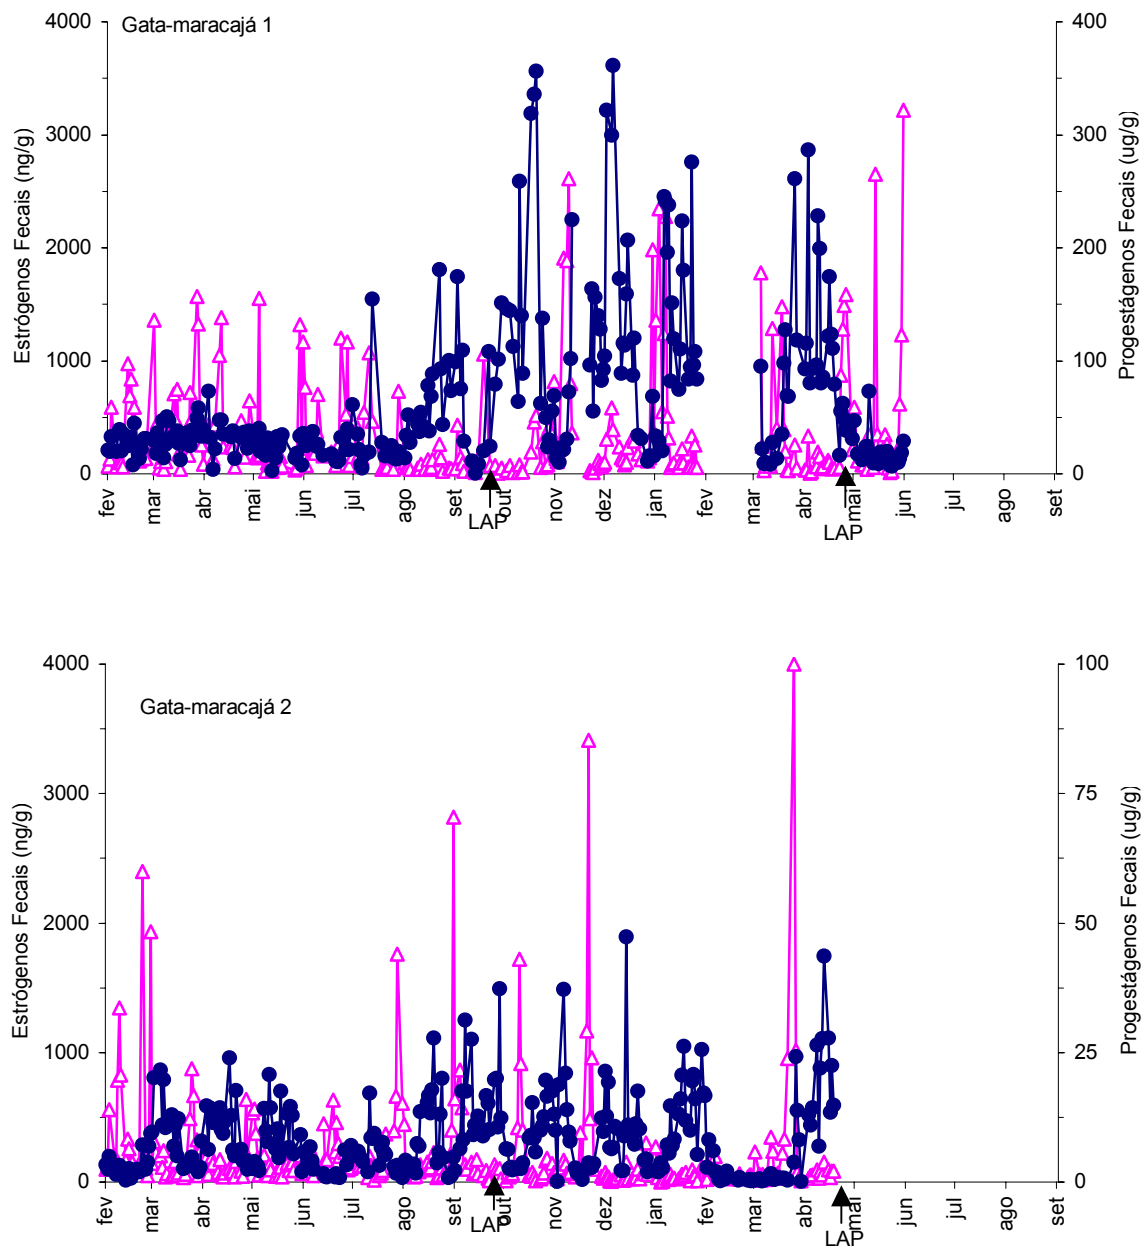 Gata-maracajá 1
Estrógenos Fecais (ng/g)
4000
3000
2000
1000
0
Progestágenos Fecais (ug/g)
400
300
200
100
0
fev mar abr mai jun jul ago set out nov dez jan fev mar abr mai jun jul ago set
LAP LAP
Gata-maracajá 2
Estrógenos Fecais (ng/g)
4000
3000
2000
1000
0
Progestágenos Fecais (ug/g)
100
75
50
25
0
fev mar abr mai jun jul ago set out nov dez jan fev mar abr mai jun jul ago set
LAP LAP